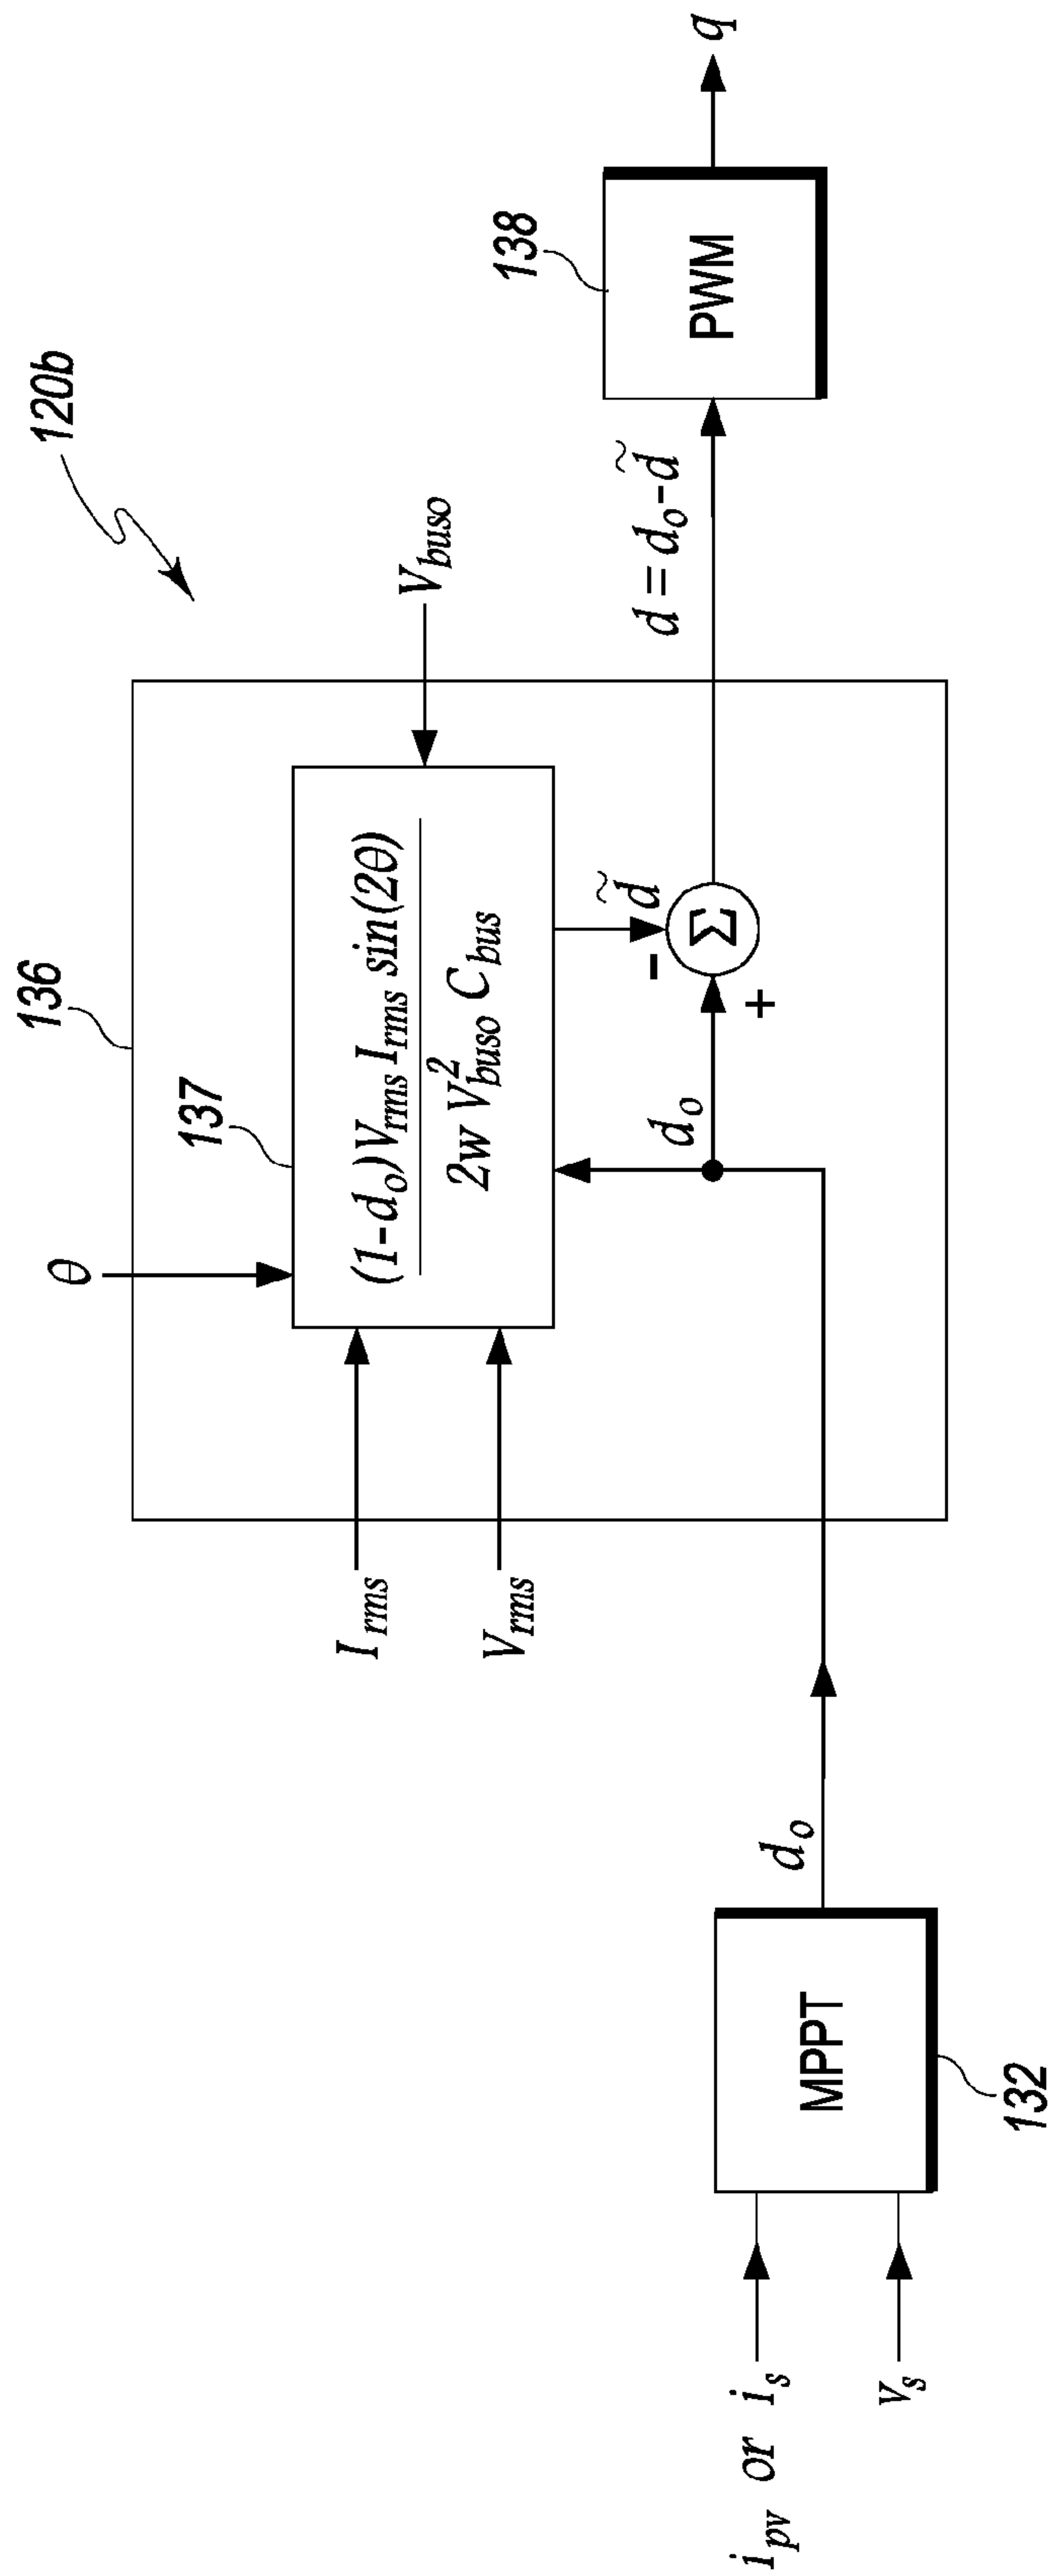 120b
136
137
θ
I_rms
V_rms
(1-d_o)V_rms I_rms sin(2θ)
2w V²_buso C_bus
V_buso
d̃
-
+
Σ
d_o
d = d_o-d̃
138
PWM
q
i_pv or i_s
v_s
MPPT
132
d_o